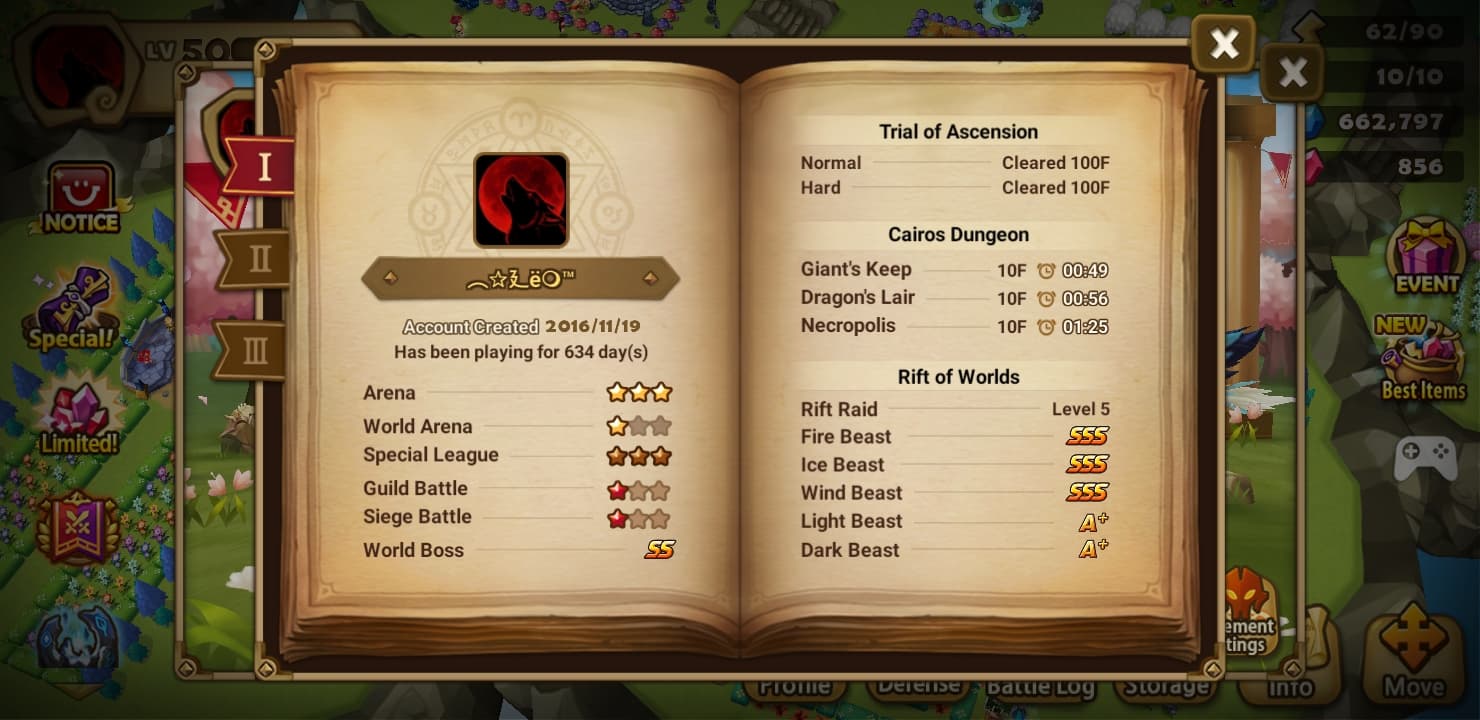 LV 50
62/90
10/10
662,797
856
NOTICE
Special!
Limited!
I
II
III
Account Created 2016/11/19
Has been playing for 634 day(s)
Arena
World Arena
Special League
Guild Battle
Siege Battle
World Boss SS
Trial of Ascension
Normal Cleared 100F
Hard Cleared 100F
Cairos Dungeon
Giant's Keep 10F 00:49
Dragon's Lair 10F 00:56
Necropolis 10F 01:25
Rift of Worlds
Rift Raid Level 5
Fire Beast SSS
Ice Beast SSS
Wind Beast SSS
Light Beast A+
Dark Beast A+
EVENT
NEW
Best Items
ement
tings
Profile
Defense
Battle Log
Storage
Info
Move